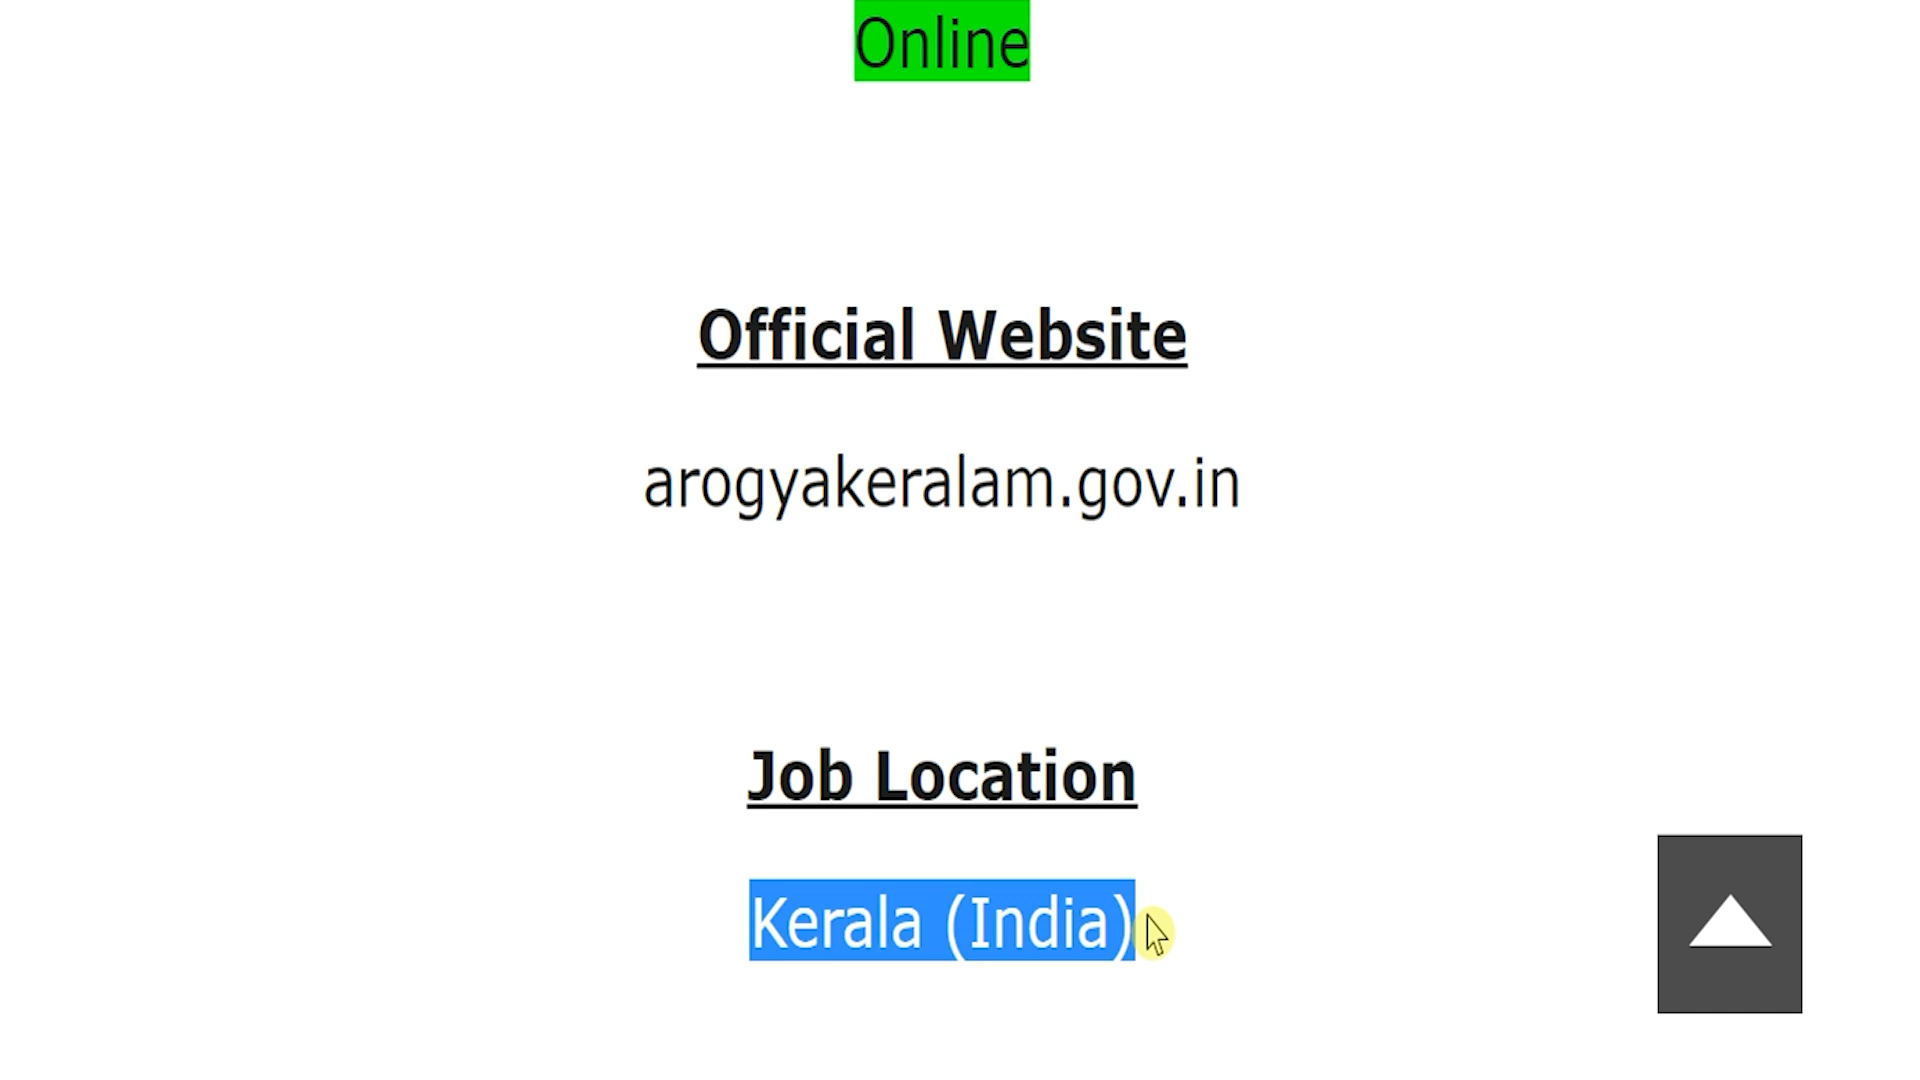 Online
Official Website
arogyakeralam.gov.in
Job Location
Kerala (India)